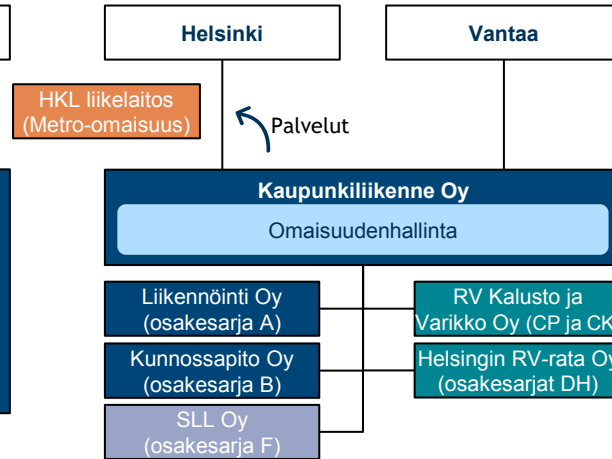 Helsinki
Vantaa
HKL liikelaitos
(Metro-omaisuus)
Palvelut
Kaupunkiliikenne Oy
Omaisuudenhallinta
Liikennöinti Oy
(osakesarja A)
RV Kalusto ja
Varikko Oy (CP ja CK
Kunnossapito Oy
(osakesarja B)
Helsingin RV-rata Oy
(osakesarjat DH)
SLL Oy
(osakesarja F)